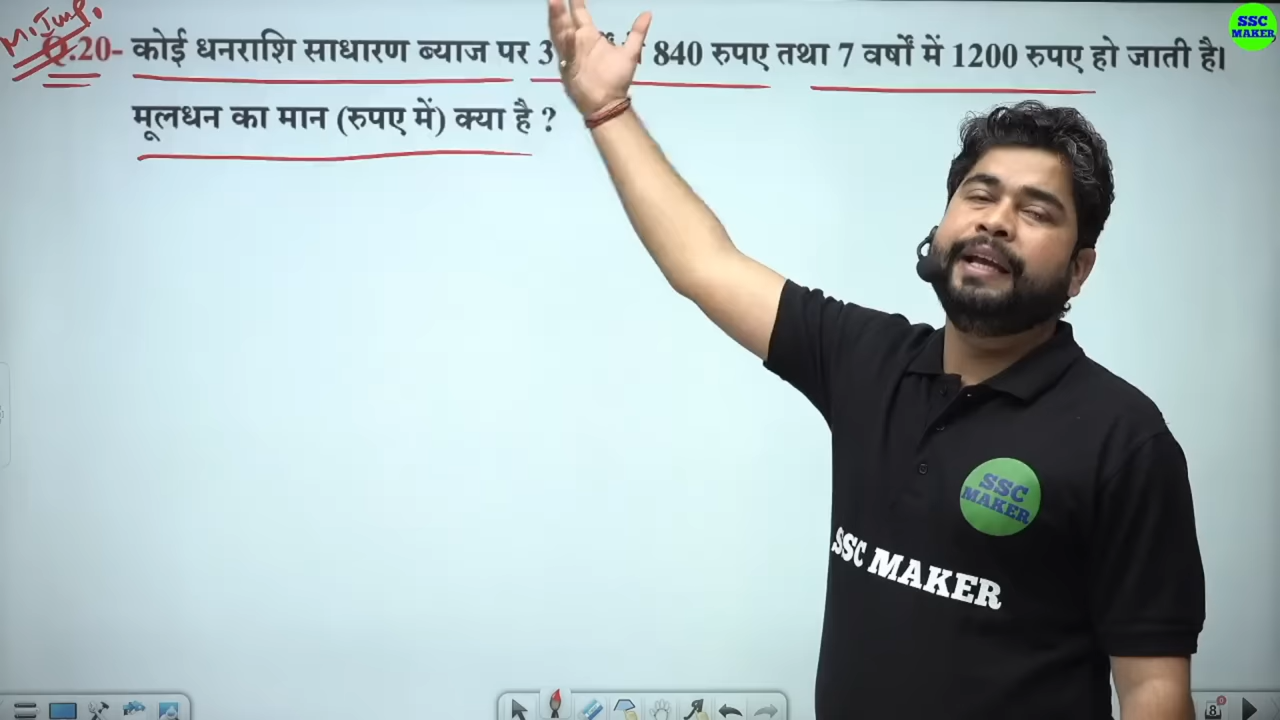 M. Imp.
Q.20- कोई धनराशि साधारण ब्याज पर 3 840 रुपए तथा 7 वर्षों में 1200 रुपए हो जाती है।
मूलधन का मान (रुपए में) क्या है ?
SSC
MAKER
SSC
MAKER
SSC MAKER
8